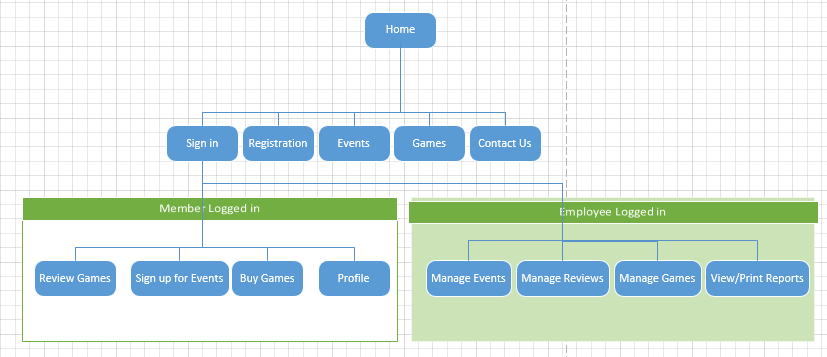 Home
Sign in
Registration
Events
Games
Contact Us
Member Logged in
Employee Logged in
Review Games
Sign up for Events
Buy Games
Profile
Manage Events
Manage Reviews
Manage Games
View/Print Reports